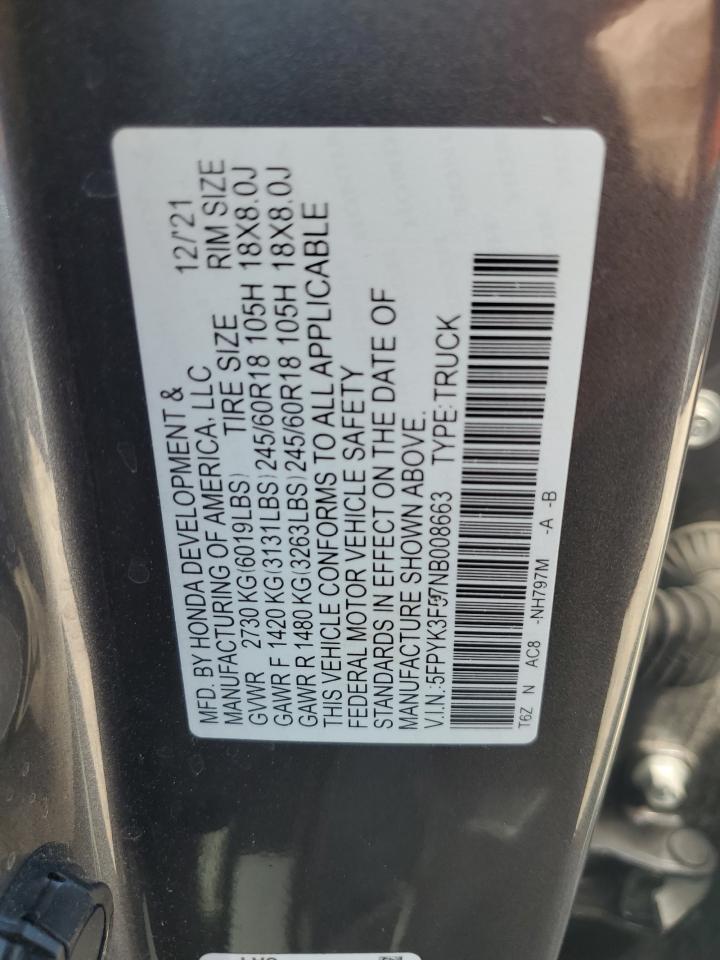 MFD. BY HONDA DEVELOPMENT &
MANUFACTURING OF AMERICA, LLC 12/'21
GVWR 2730 KG(6019LBS) TIRE SIZE RIM SIZE
GAWR F 1420 KG(3131LBS) 245/60R18 105H 18X8.0J
GAWR R 1480 KG(3263LBS) 245/60R18 105H 18X8.0J
THIS VEHICLE CONFORMS TO ALL APPLICABLE
FEDERAL MOTOR VEHICLE SAFETY
STANDARDS IN EFFECT ON THE DATE OF
MANUFACTURE SHOWN ABOVE.
V.I.N.:5FPYK3F57NB008663 TYPE:TRUCK
T6Z N AC8 -NH797M -A -B